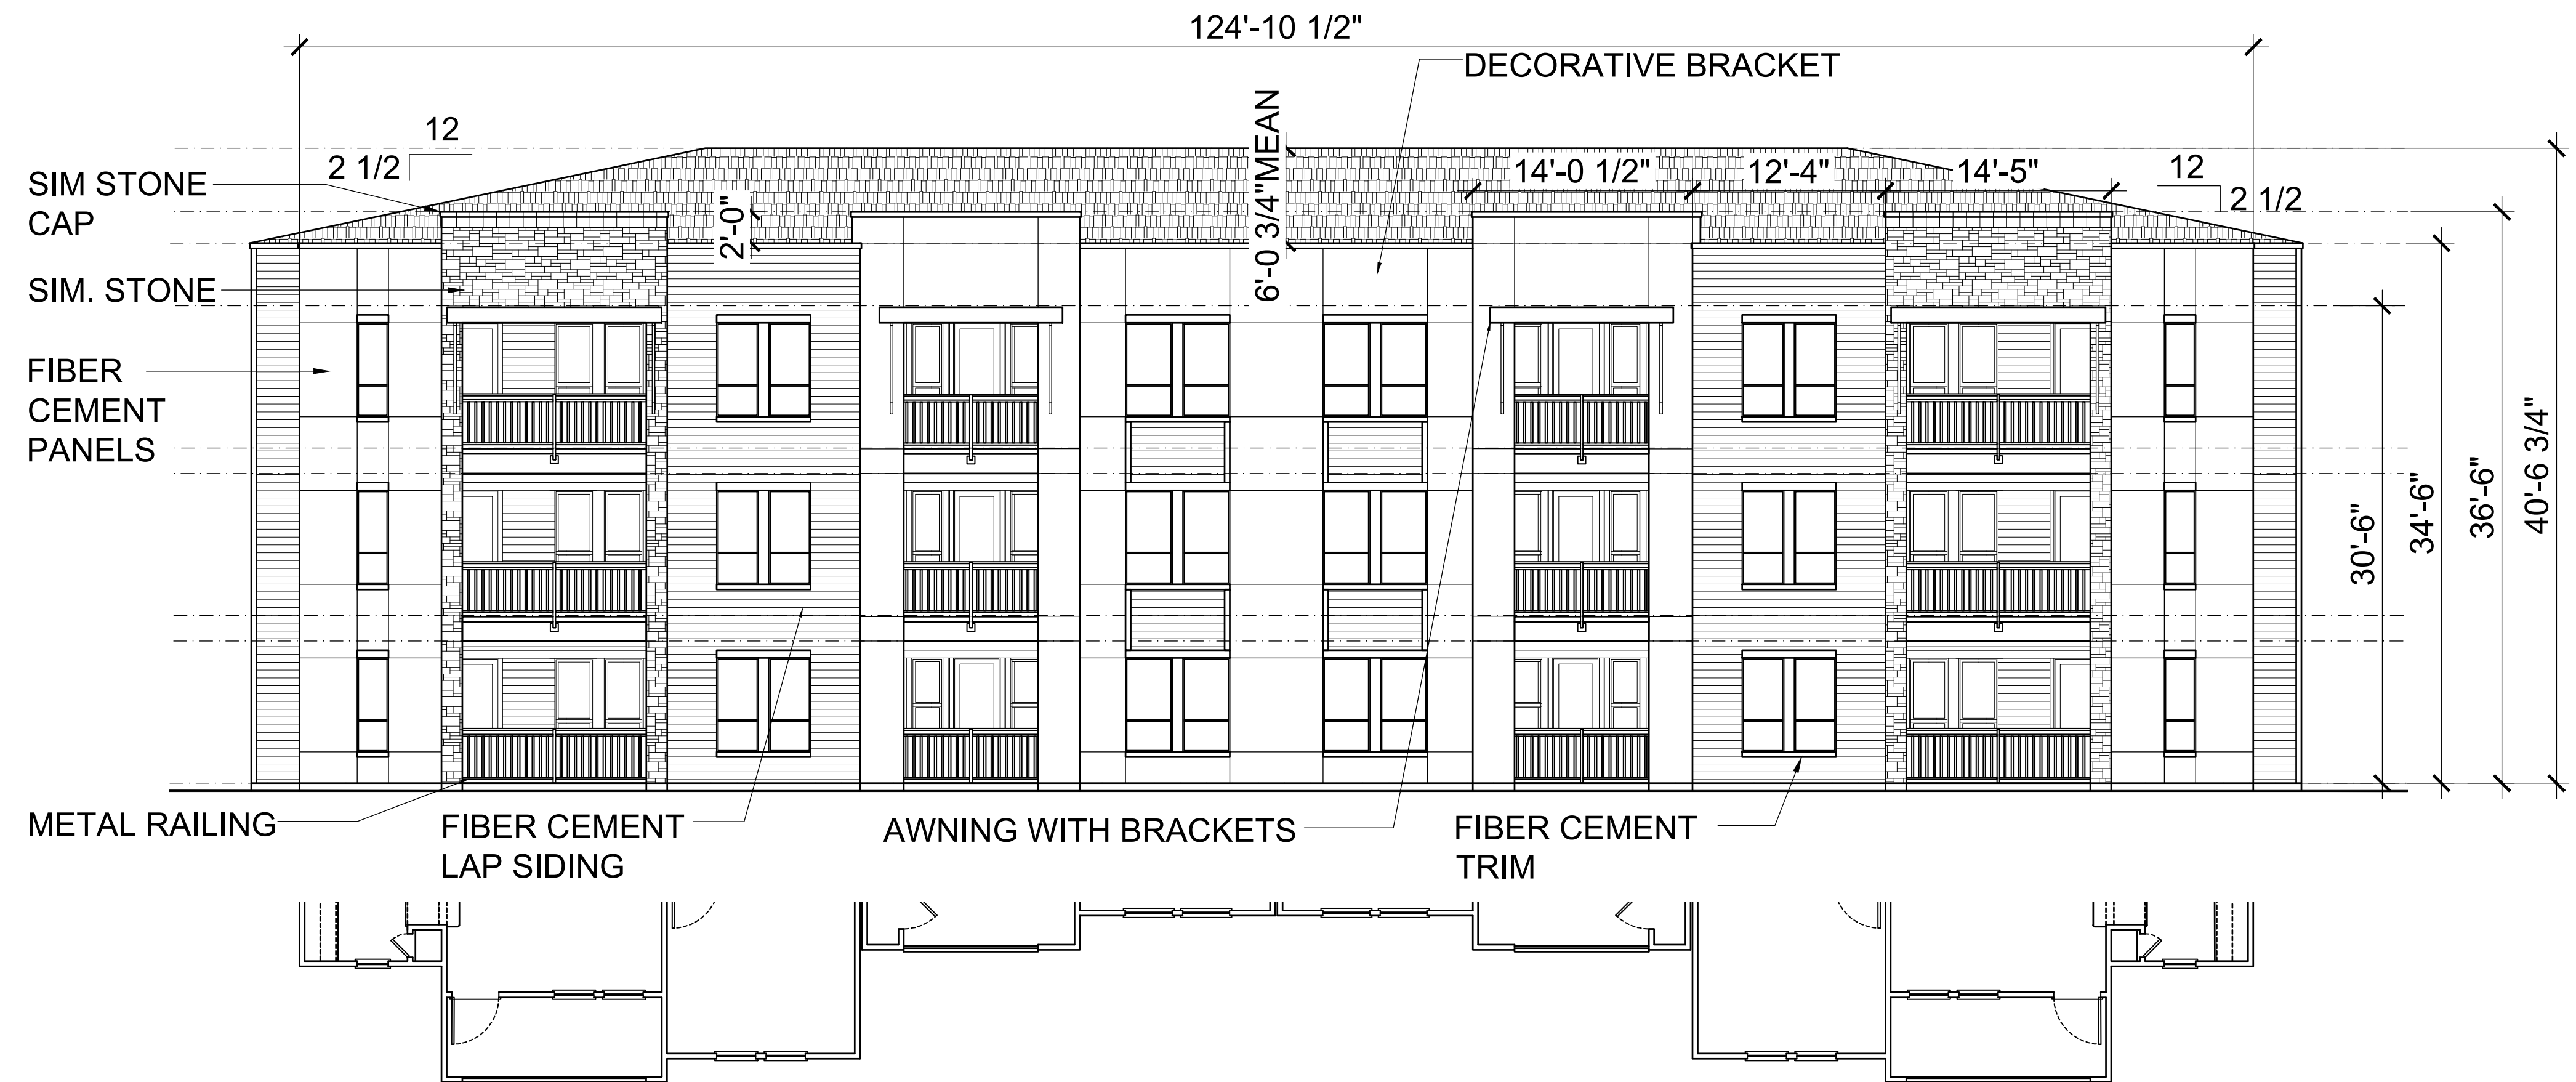 124'-10 1/2"
DECORATIVE BRACKET
6'-0 3/4"MEAN
12
2 1/2
14'-0 1/2"
12'-4"
14'-5"
12
2 1/2
SIM STONE
CAP
2'-0"
SIM. STONE
FIBER
CEMENT
PANELS
30'-6"
34'-6"
36'-6"
40'-6 3/4"
METAL RAILING
FIBER CEMENT
LAP SIDING
AWNING WITH BRACKETS
FIBER CEMENT
TRIM